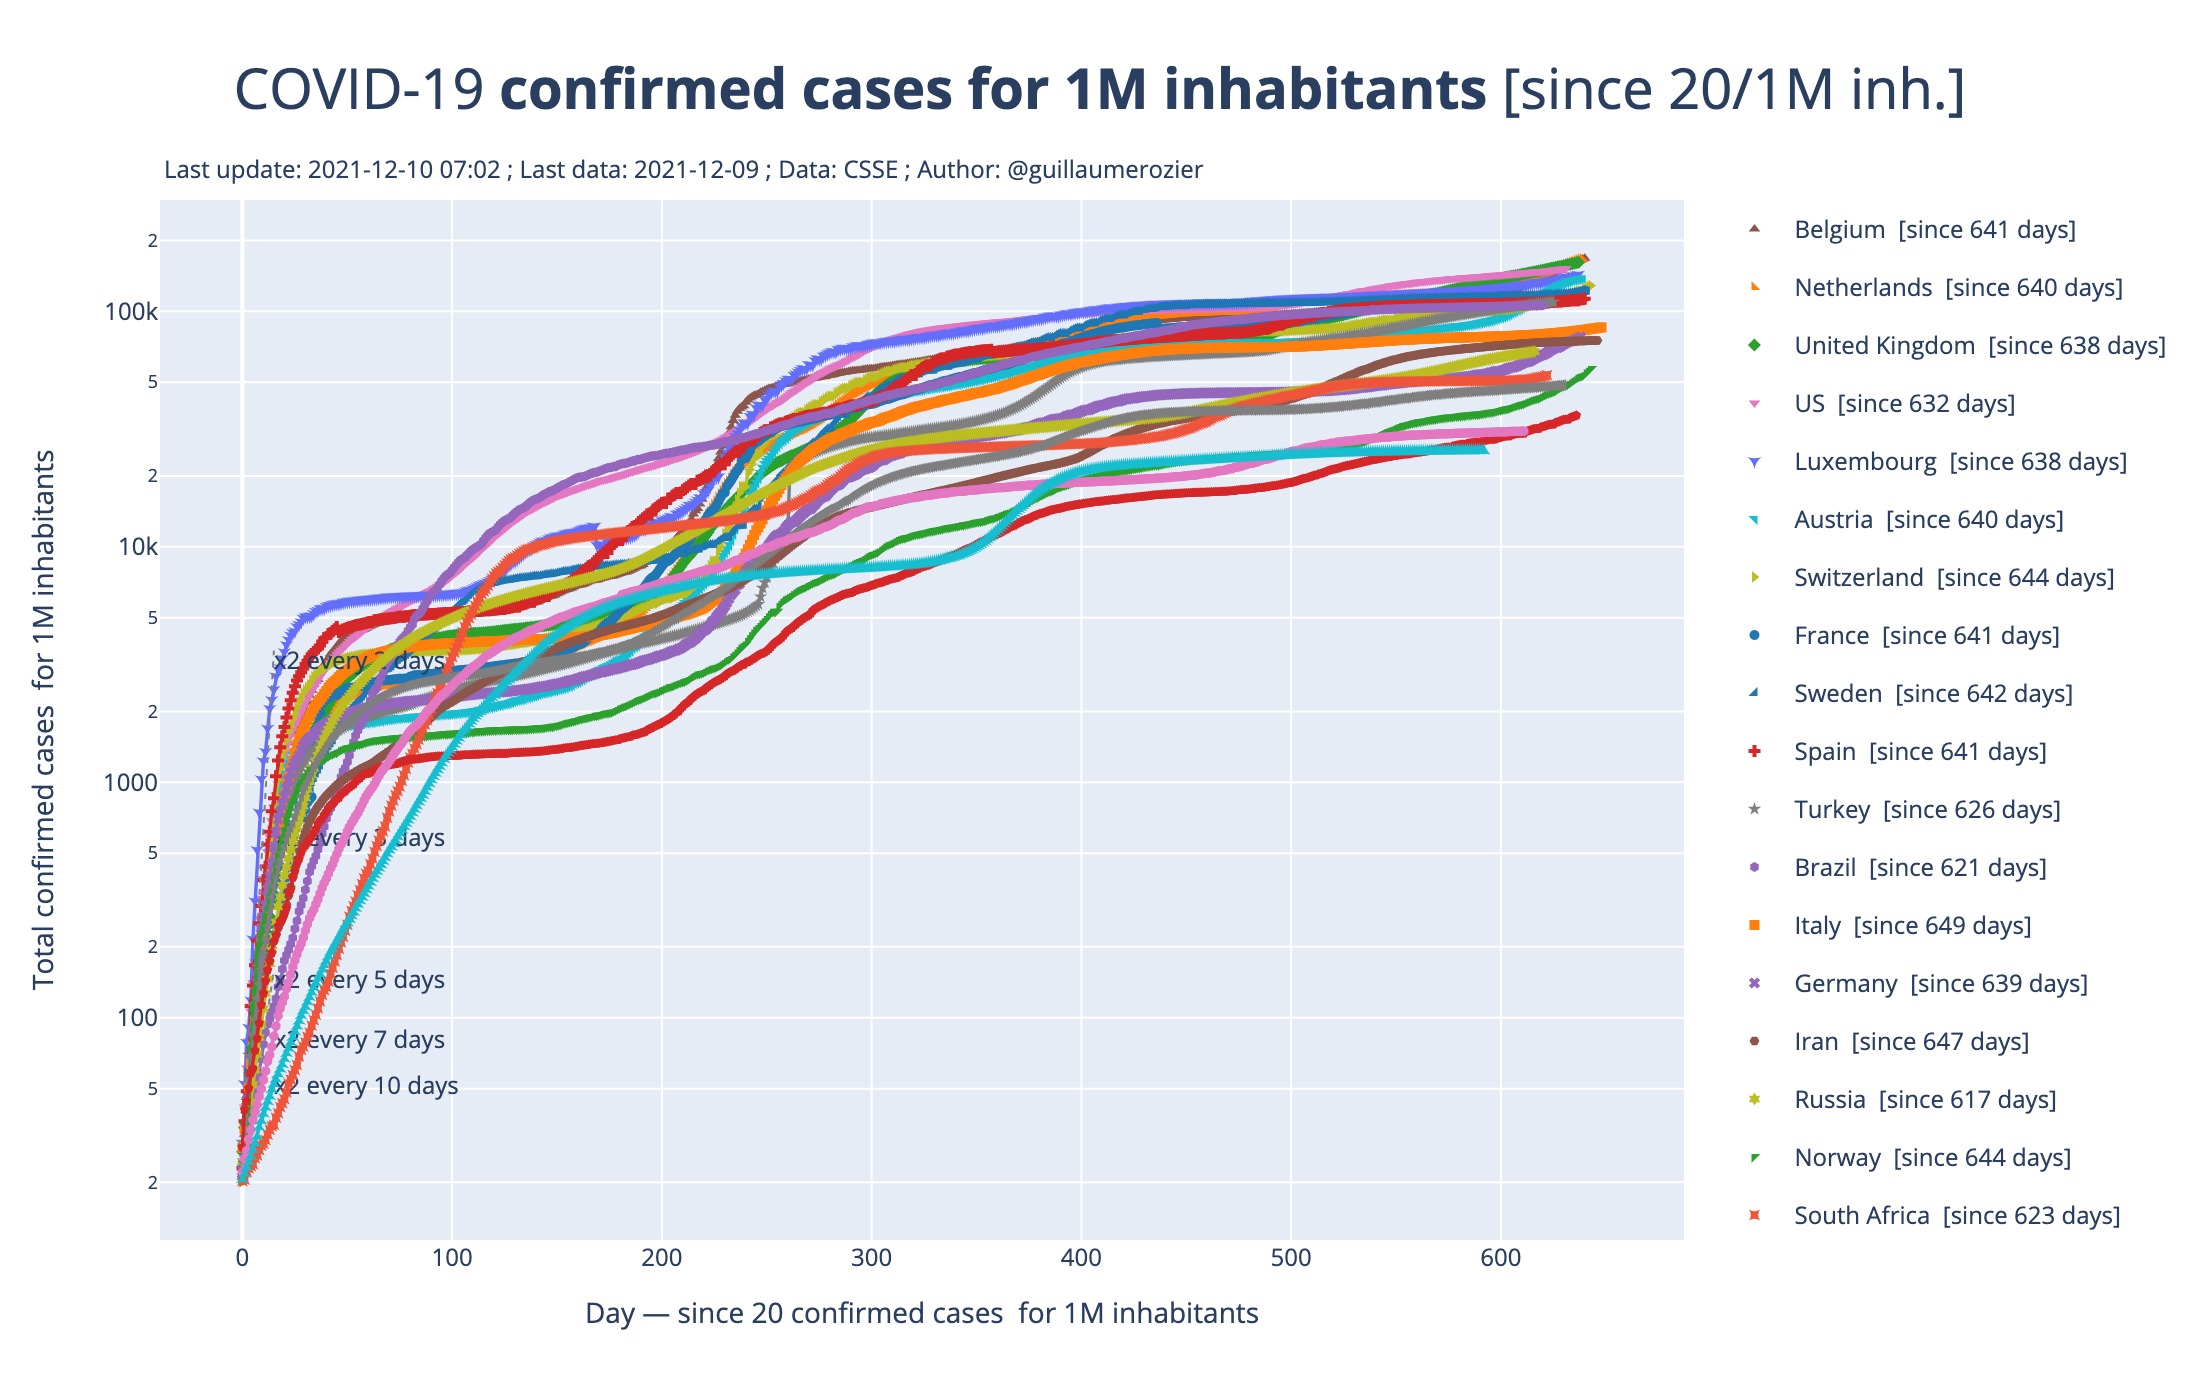 COVID-19 confirmed cases for 1M inhabitants [since 20/1M inh.]
Last update: 2021-12-10 07:02 ; Last data: 2021-12-09 ; Data: CSSE ; Author: @guillaumerozier
Total confirmed cases for 1M inhabitants
2
100k
5
2
10k
5
2
1000
5
2
100
5
2
x2 every 2 days
every 3 days
x2 every 5 days
x2 every 7 days
x2 every 10 days
0 100 200 300 400 500 600
Day — since 20 confirmed cases for 1M inhabitants
Belgium [since 641 days]
Netherlands [since 640 days]
United Kingdom [since 638 days]
US [since 632 days]
Luxembourg [since 638 days]
Austria [since 640 days]
Switzerland [since 644 days]
France [since 641 days]
Sweden [since 642 days]
Spain [since 641 days]
Turkey [since 626 days]
Brazil [since 621 days]
Italy [since 649 days]
Germany [since 639 days]
Iran [since 647 days]
Russia [since 617 days]
Norway [since 644 days]
South Africa [since 623 days]